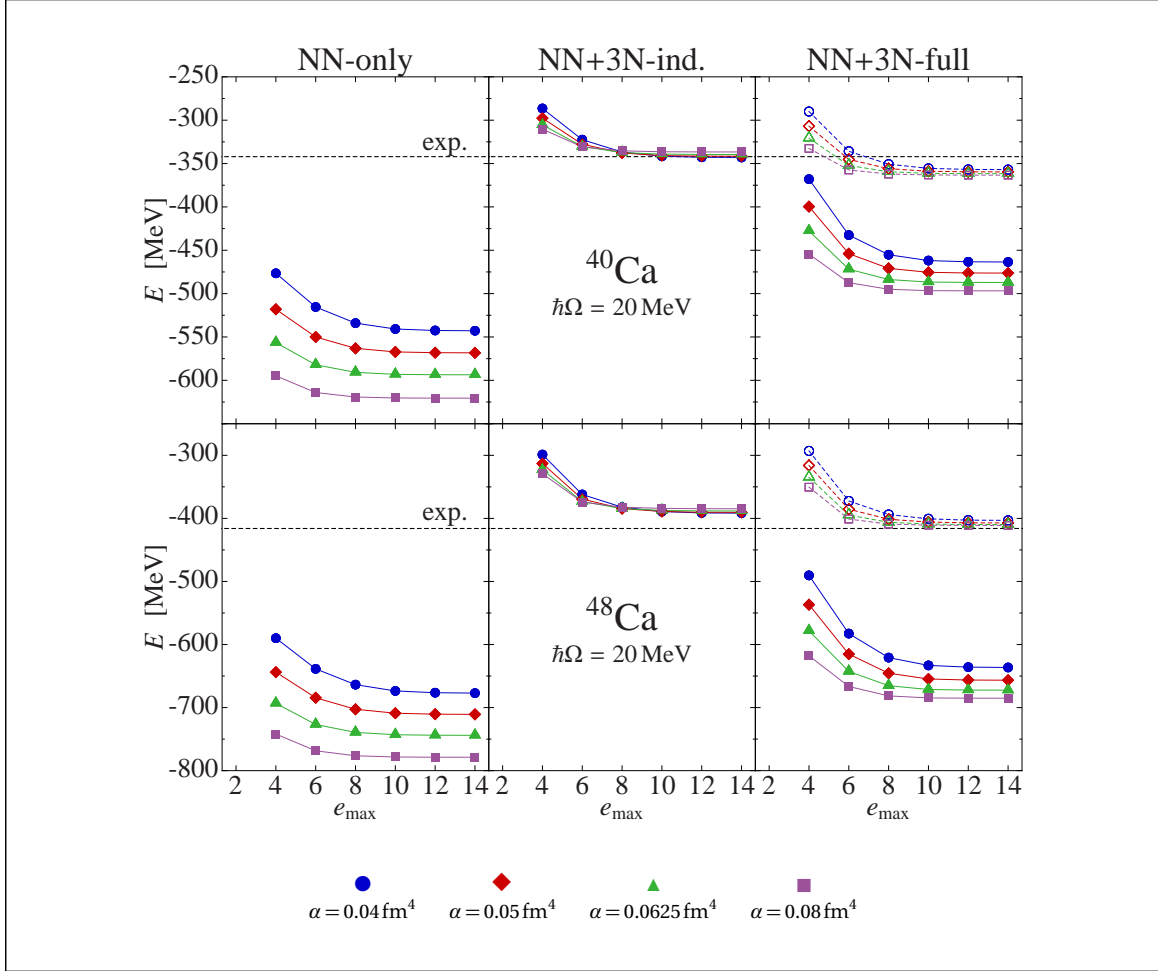 NN-only NN+3N-ind. NN+3N-full
-250
-300
-350
-400
-450
-500
-550
-600
E [MeV]
exp.
⁴⁰Ca
ℏΩ = 20 MeV
-300
-400
-500
-600
-700
-800
E [MeV]
exp.
⁴⁸Ca
ℏΩ = 20 MeV
2 4 6 8 10 12 14 2 4 6 8 10 12 14 2 4 6 8 10 12 14
e_max e_max e_max
α = 0.04 fm⁴ α = 0.05 fm⁴ α = 0.0625 fm⁴ α = 0.08 fm⁴